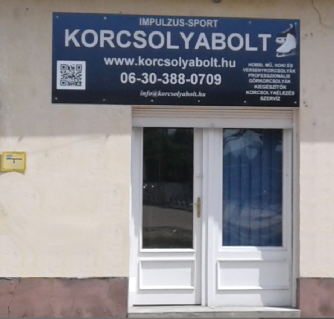 IMPULZUS-SPORT
KORCSOLYABOLT
www.korcsolyabolt.hu
06-30-388-0709
info@korcsolyabolt.hu
HOBBI, MŰ, HOKI ÉS
VERSENYKORCSOLYÁK
PROFESSZIONÁLIS
GÖRKORCSOLYÁK
KIEGÉSZÍTŐK
KORCSOLYAÉLEZÉS
SZERVÍZ